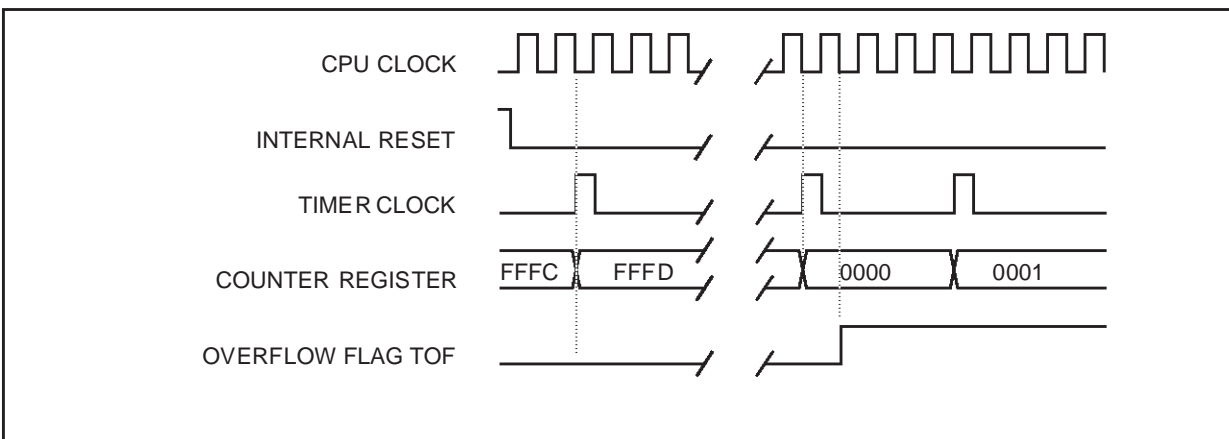 CPU CLOCK
INTERNAL RESET
TIMER CLOCK
COUNTER REGISTER FFFC FFFD 0000 0001
OVERFLOW FLAG TOF